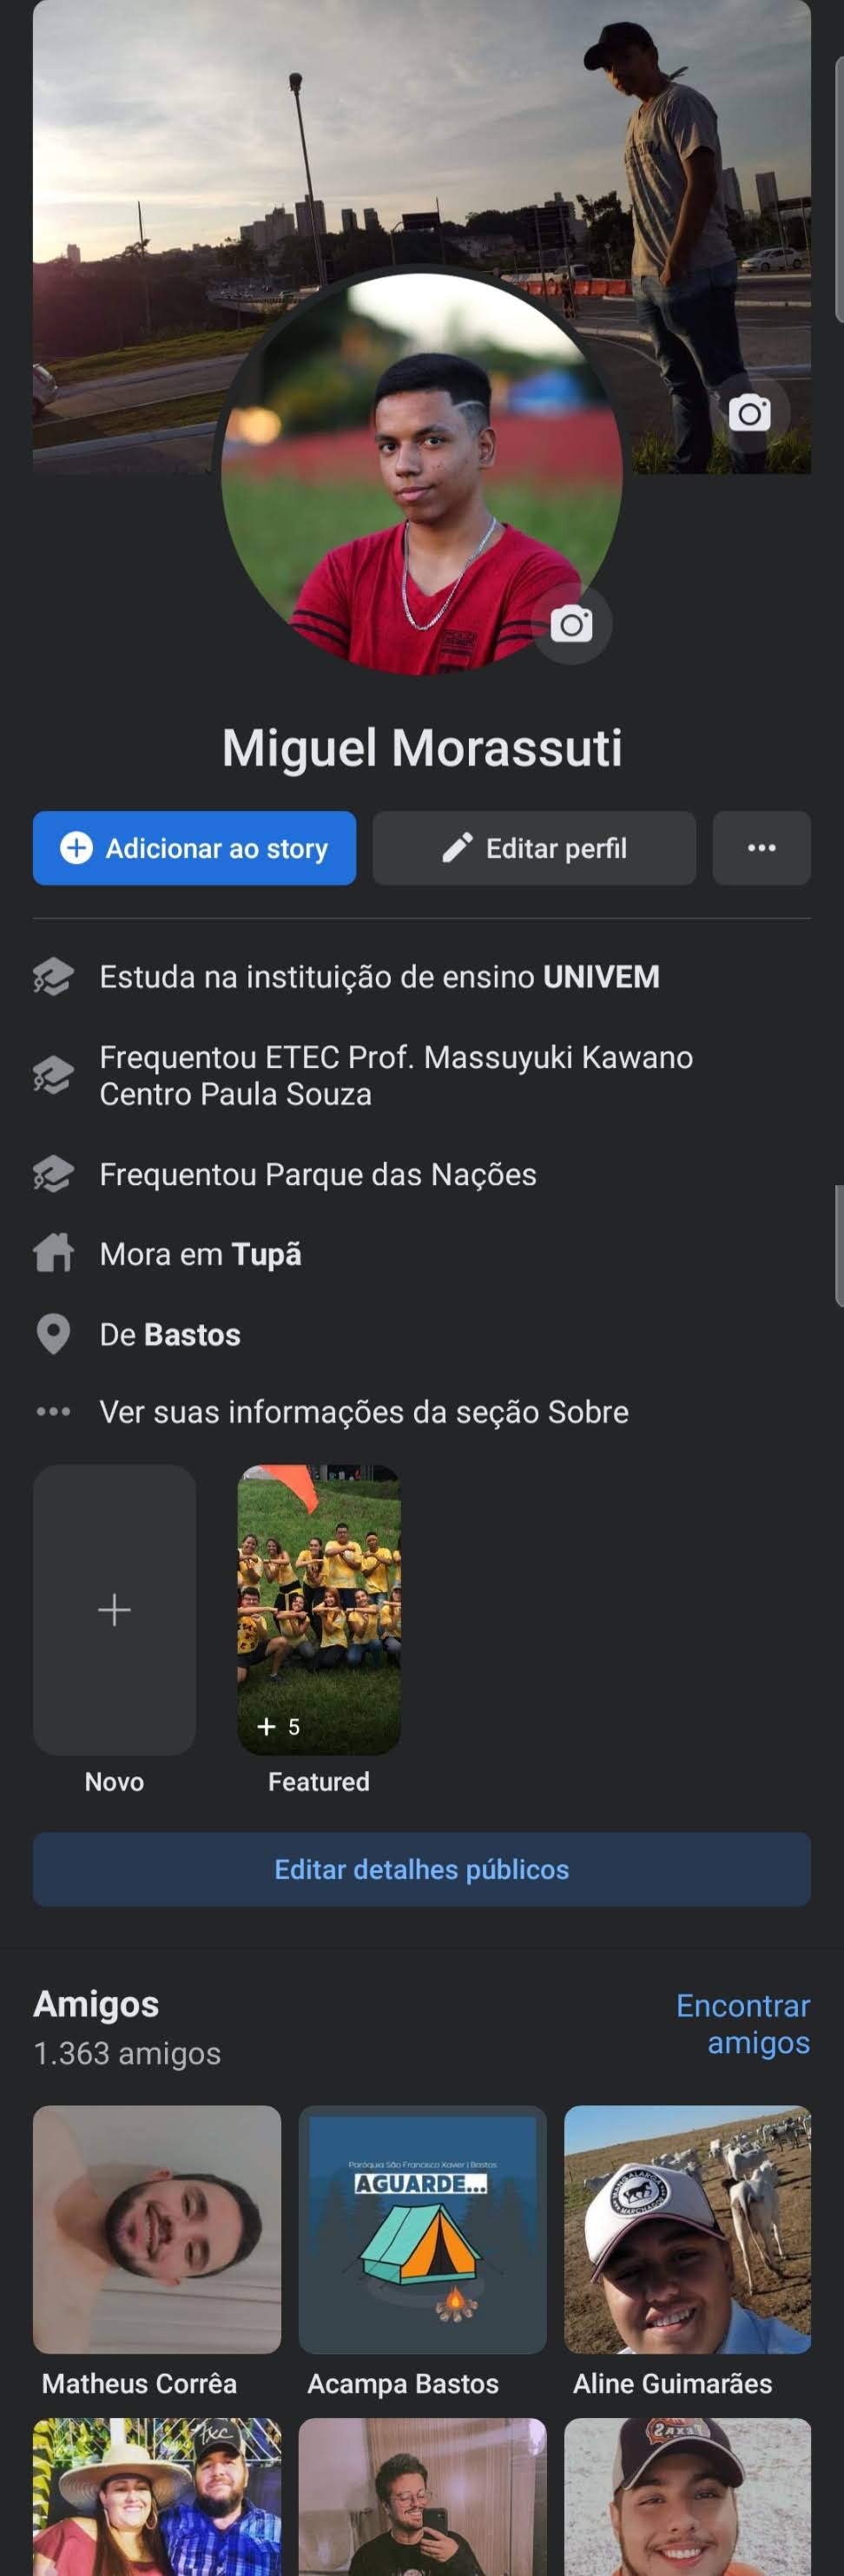 Miguel Morassuti
Adicionar ao story
Editar perfil
Estuda na instituição de ensino UNIVEM
Frequentou ETEC Prof. Massuyuki Kawano
Centro Paula Souza
Frequentou Parque das Nações
Mora em Tupã
De Bastos
Ver suas informações da seção Sobre
+ 5
Novo
Featured
Editar detalhes públicos
Amigos
Encontrar
amigos
1.363 amigos
Paróquia São Francisco Xavier | Bastos
AGUARDE...
Matheus Corrêa
Acampa Bastos
Aline Guimarães